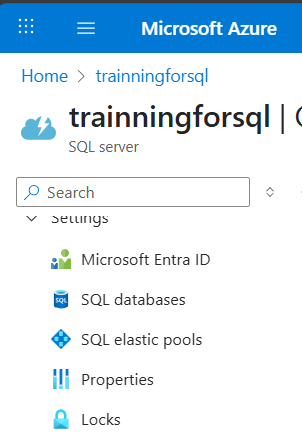 Microsoft Azure
Home > trainningforsql
trainningforsql |
SQL server
Search
Settings
Microsoft Entra ID
SQL databases
SQL elastic pools
Properties
Locks